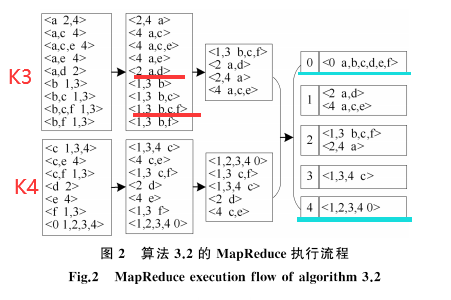 K3
<a 2,4>
<a,c 4>
<a,c,e 4>
<a,e 4>
<a,d 2>
<b 1,3>
<b,c 1,3>
<b,c,f 1,3>
<b,f 1,3>
<2,4 a>
<4 a,c>
<4 a,c,e>
<4 a,e>
<2 a,d>
<1,3 b>
<1,3 b,c>
<1,3 b,c,f>
<1,3 b,f>
<1,3 b,c,f>
<2 a,d>
<2,4 a>
<4 a,c,e>
K4
<c 1,3,4>
<c,e 4>
<c,f 1,3>
<d 2>
<e 4>
<f 1,3>
<0 1,2,3,4>
<1,3,4 c>
<4 c,e>
<1,3 c,f>
<2 d>
<4 e>
<1,3 f>
<1,2,3,4 0>
<1,2,3,4 0>
<1,3 c,f>
<1,3,4 c>
<2 d>
<4 c,e>
0 <0 a,b,c,d,e,f>
1 <2 a,d>
<4 a,c,e>
2 <1,3 b,c,f>
<2,4 a>
3 <1,3,4 c>
4 <1,2,3,4 0>
图 2 算法 3.2 的 MapReduce 执行流程
Fig.2 MapReduce execution flow of algorithm 3.2